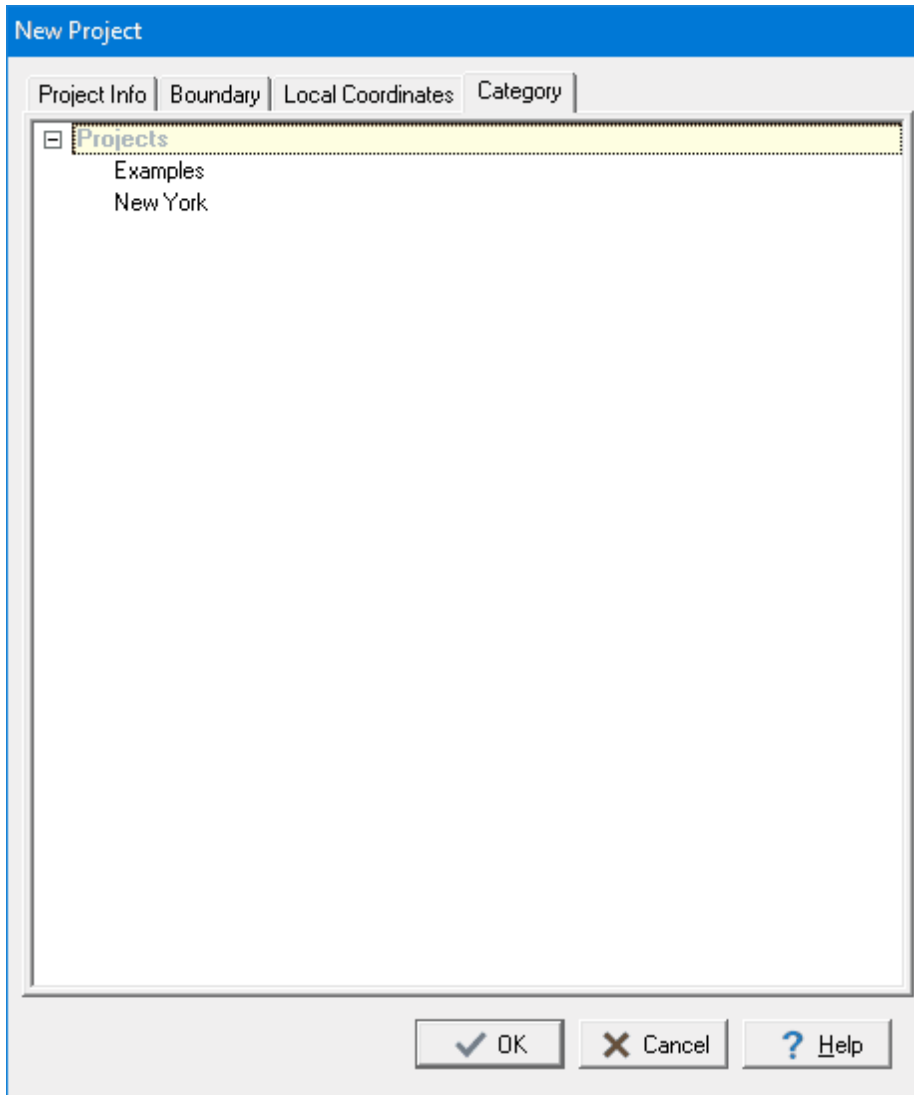 New Project
Project Info Boundary Local Coordinates Category
Projects
Examples
New York
OK Cancel ? Help